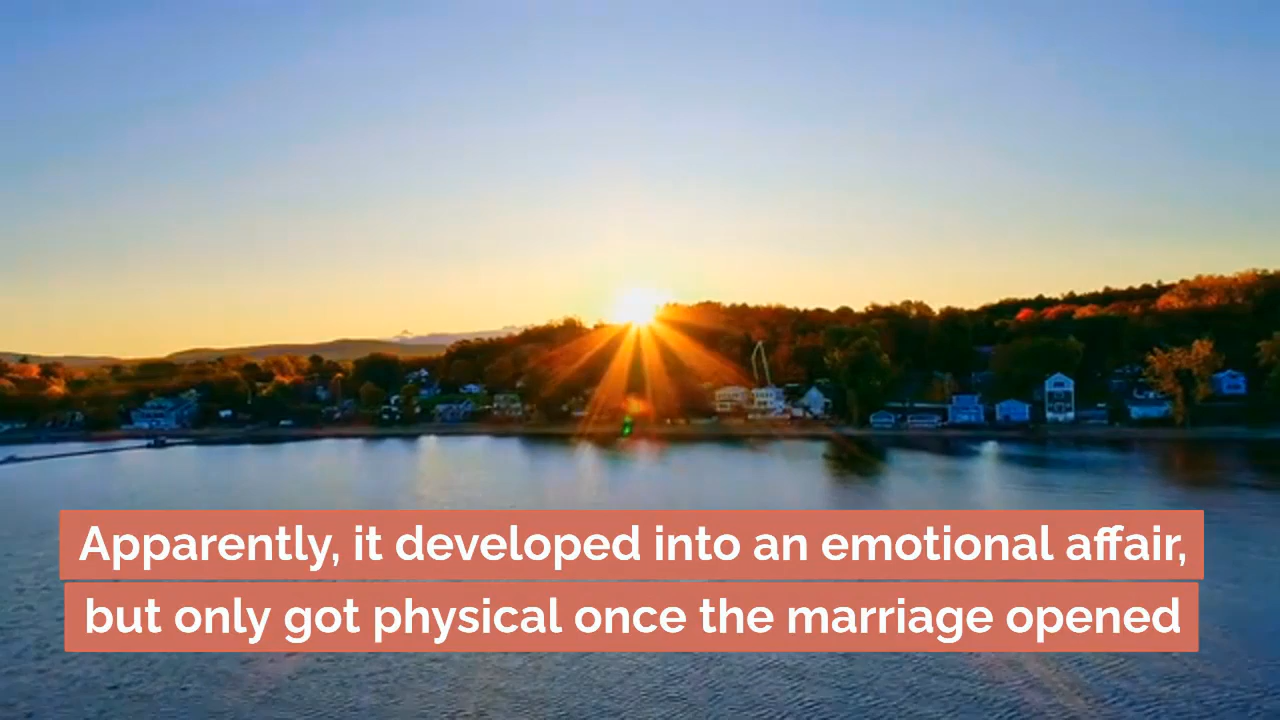 Apparently, it developed into an emotional affair,
but only got physical once the marriage opened